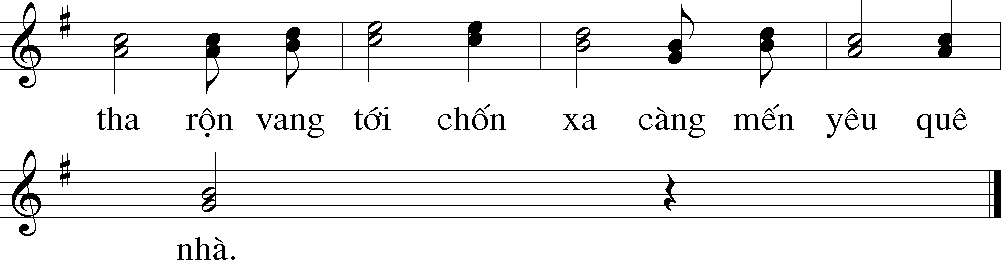 tha rộn vang tới chốn xa càng mến yêu quê
nhà.